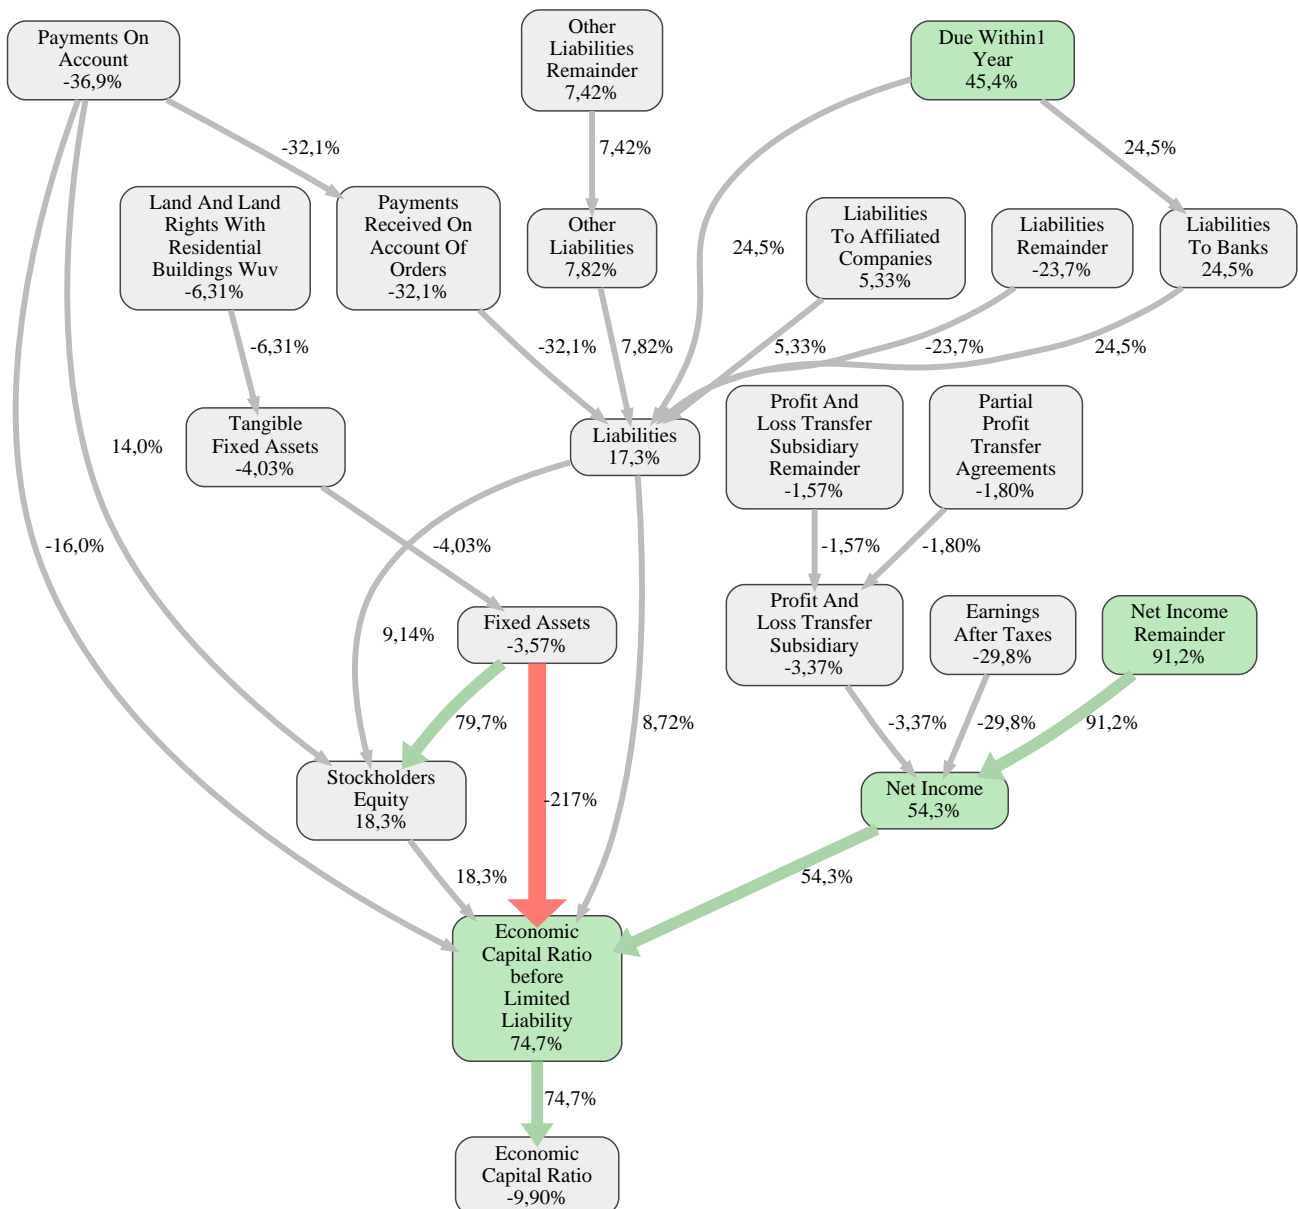 Payments On
Account
-36,9%
Other
Liabilities
Remainder
7,42%
Due Within1
Year
45,4%
-32,1%
7,42%
24,5%
Land And Land
Rights With
Residential
Buildings Wuv
-6,31%
Payments
Received On
Account Of
Orders
-32,1%
Other
Liabilities
7,82%
24,5%
Liabilities
To Affiliated
Companies
5,33%
Liabilities
Remainder
-23,7%
Liabilities
To Banks
24,5%
-6,31%
-32,1%
7,82%
5,33%
-23,7%
24,5%
Tangible
Fixed Assets
-4,03%
14,0%
Liabilities
17,3%
Profit And
Loss Transfer
Subsidiary
Remainder
-1,57%
Partial
Profit
Transfer
Agreements
-1,80%
-16,0%
-4,03%
-1,57%
-1,80%
9,14%
Fixed Assets
-3,57%
Profit And
Loss Transfer
Subsidiary
-3,37%
Earnings
After Taxes
-29,8%
Net Income
Remainder
91,2%
79,7%
8,72%
-3,37%
-29,8%
91,2%
Stockholders
Equity
18,3%
-217%
Net Income
54,3%
18,3%
54,3%
Economic
Capital Ratio
before
Limited
Liability
74,7%
74,7%
Economic
Capital Ratio
-9,90%